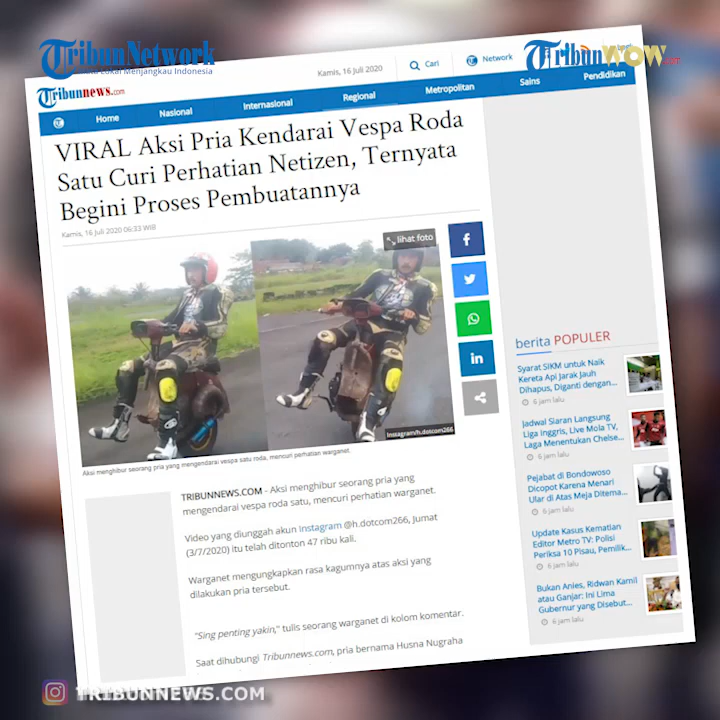 TribunNetwork
Lokal Menjangkau Indonesia
TribunWOW.com
Tribunnews.com
Kamis, 16 Juli 2020
Cari
Network
Home
Nasional
Internasional
Regional
Metropolitan
Sains
Pendidikan
VIRAL Aksi Pria Kendarai Vespa Roda
Satu Curi Perhatian Netizen, Ternyata
Begini Proses Pembuatannya
Kamis, 16 Juli 2020 06:33 WIB
lihat foto
Instagram/h.dotcom266
Aksi menghibur seorang pria yang mengendarai vespa satu roda, mencuri perhatian warganet.
TRIBUNNEWS.COM - Aksi menghibur seorang pria yang
mengendarai vespa roda satu, mencuri perhatian warganet.
Video yang diunggah akun Instagram @h.dotcom266, Jumat
(3/7/2020) itu telah ditonton 47 ribu kali.
Warganet mengungkapkan rasa kagumnya atas aksi yang
dilakukan pria tersebut.
"Sing penting yakin," tulis seorang warganet di kolom komentar.
Saat dihubungi Tribunnews.com, pria bernama Husna Nugraha
berita POPULER
Syarat SIKM untuk Naik
Kereta Api Jarak Jauh
Dihapus, Diganti dengan...
6 jam lalu
Jadwal Siaran Langsung
Liga Inggris, Live Mola TV,
Laga Menentukan Chelse...
6 jam lalu
Pejabat di Bondowoso
Dicopot Karena Menari
Ular di Atas Meja Ditema...
6 jam lalu
Update Kasus Kematian
Editor Metro TV: Polisi
Periksa 10 Pisau, Pemilik...
6 jam lalu
Bukan Anies, Ridwan Kamil
atau Ganjar: Ini Lima
Gubernur yang Disebut...
6 jam lalu
TRIBUNNEWS.COM